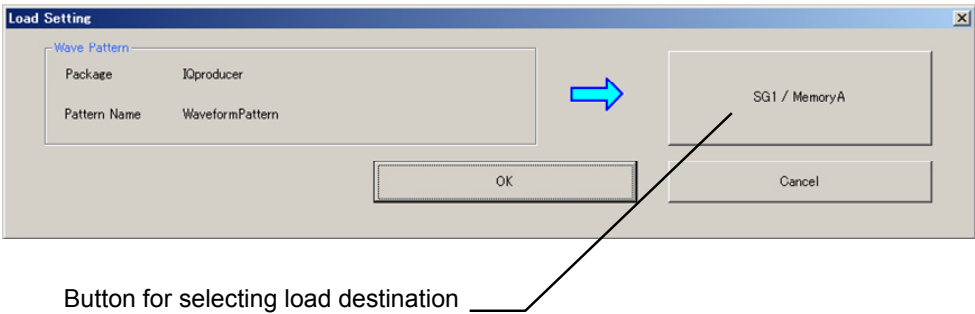 Load Setting
Wave Pattern
Package IQproducer
Pattern Name WaveformPattern
SG1 / MemoryA
OK Cancel
Button for selecting load destination